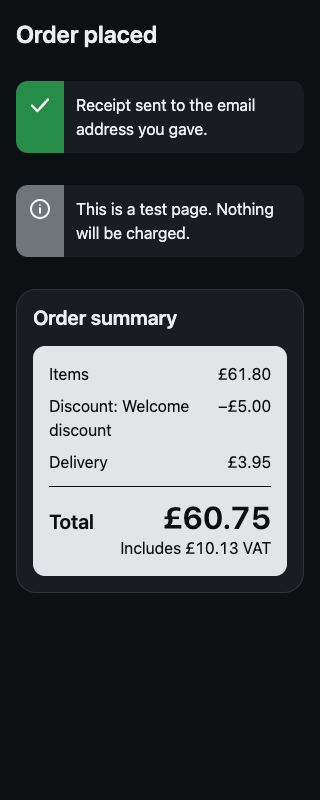 Order placed
Receipt sent to the email
address you gave.
This is a test page. Nothing
will be charged.
Order summary
Items £61.80
Discount: Welcome −£5.00
discount
Delivery £3.95
Total £60.75
Includes £10.13 VAT